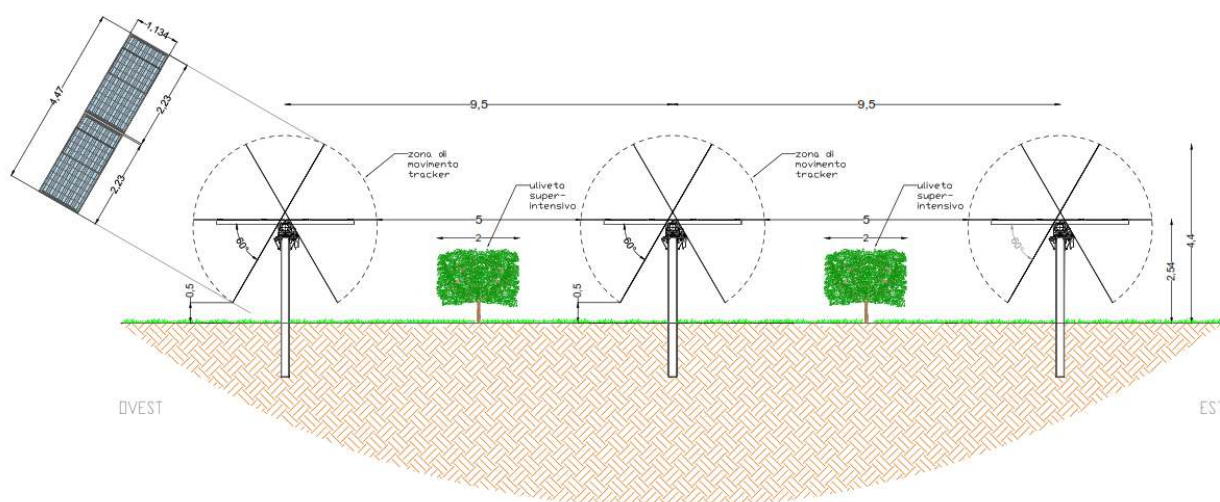 1,134
4,47
2,23
2,23
9,5
9,5
zona di
movimento
tracker
zona di
movimento
tracker
uliveto
super-
intensivo
uliveto
super-
intensivo
5
5
2
2
60°
60°
60°
0,5
0,5
2,54
4,4
OVEST
EST